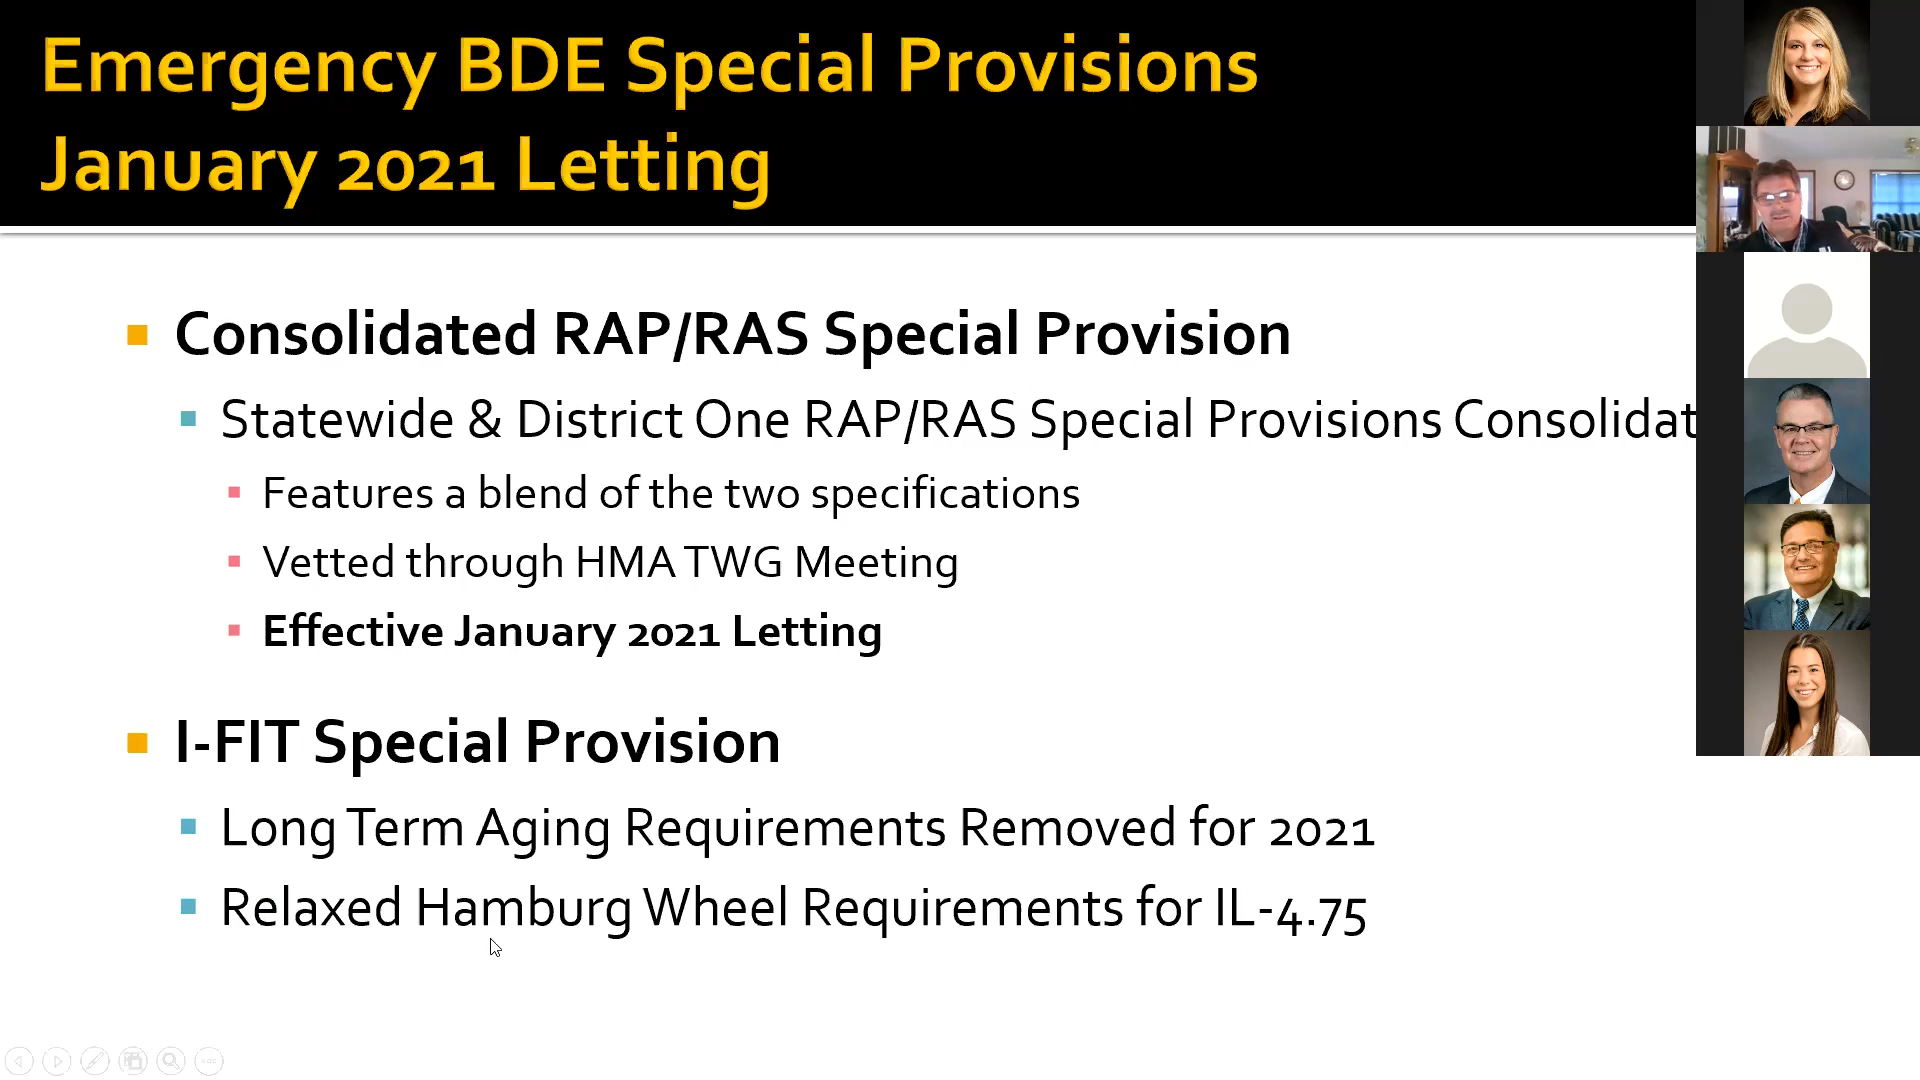 Emergency BDE Special Provisions
January 2021 Letting
Consolidated RAP/RAS Special Provision
Statewide & District One RAP/RAS Special Provisions Consolidat
Features a blend of the two specifications
Vetted through HMA TWG Meeting
Effective January 2021 Letting
I-FIT Special Provision
Long Term Aging Requirements Removed for 2021
Relaxed Hamburg Wheel Requirements for IL-4.75